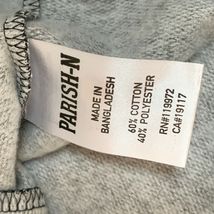 PARISH-N
MADE IN
BANGLADESH
60% COTTON
40% POLYESTER
RN#119972
CA#19117